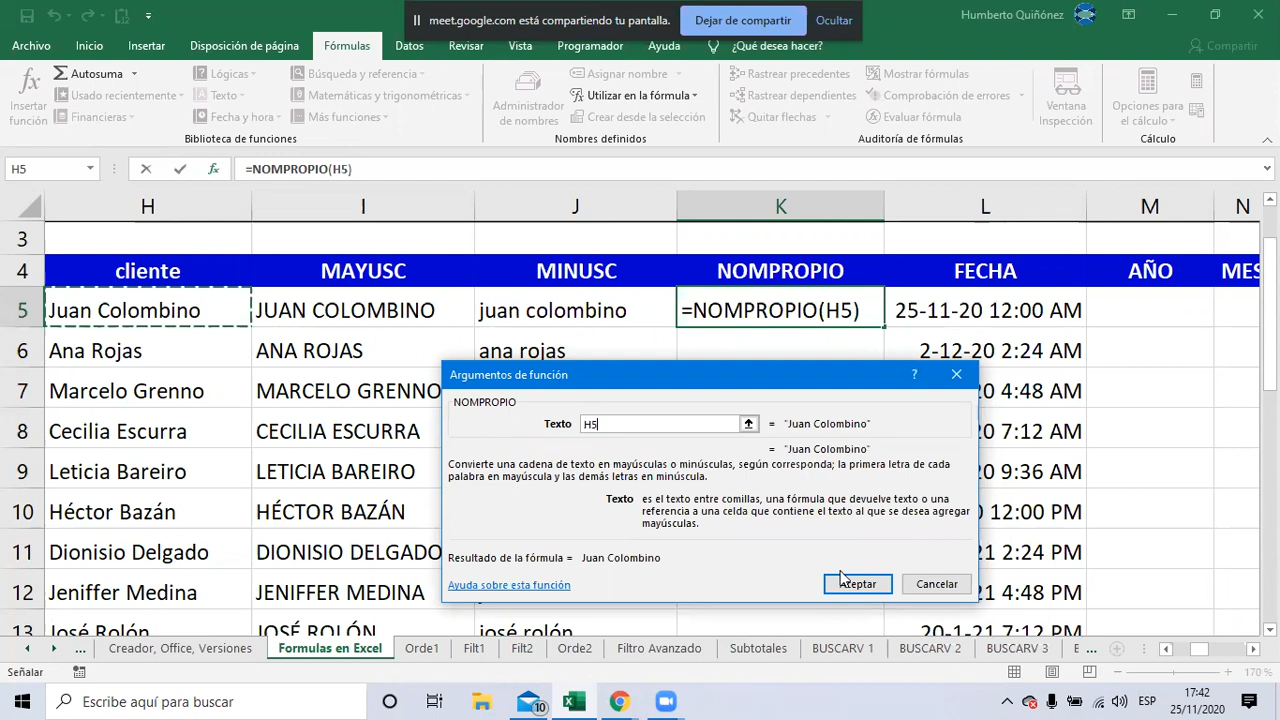 meet.google.com está compartiendo tu pantalla. Dejar de compartir Ocultar
Humberto Quiñónez
Archivo Inicio Insertar Disposición de página Fórmulas Datos Revisar Vista Programador Ayuda ¿Qué desea hacer? Compartir
Insertar función
Autosuma
Usado recientemente
Financieras
Lógicas
Texto
Fecha y hora
Búsqueda y referencia
Matemáticas y trigonométricas
Más funciones
Biblioteca de funciones
Administrador de nombres
Asignar nombre
Utilizar en la fórmula
Crear desde la selección
Nombres definidos
Rastrear precedentes
Rastrear dependientes
Quitar flechas
Mostrar fórmulas
Comprobación de errores
Evaluar fórmula
Auditoría de fórmulas
Ventana Inspección
Opciones para el cálculo
Cálculo
H5 fx =NOMPROPIO(H5)
H I J K L M N
3
4 cliente MAYUSC MINUSC NOMPROPIO FECHA AÑO MES
5 Juan Colombino JUAN COLOMBINO juan colombino =NOMPROPIO(H5) 25-11-20 12:00 AM
6 Ana Rojas ANA ROJAS ana rojas 2-12-20 2:24 AM
7 Marcelo Grenno MARCELO GRENNO 20 4:48 AM
8 Cecilia Escurra CECILIA ESCURRA 20 7:12 AM
9 Leticia Bareiro LETICIA BAREIRO 20 9:36 AM
10 Héctor Bazán HÉCTOR BAZÁN 0 12:00 PM
11 Dionisio Delgado DIONISIO DELGADO 21 2:24 PM
12 Jeniffer Medina JENIFFER MEDINA 21 4:48 PM
13 José Rolón JOSÉ ROLÓN josé rolón 20-1-21 7:12 PM
Argumentos de función ?
NOMPROPIO
Texto H5 = "Juan Colombino"
= "Juan Colombino"
Convierte una cadena de texto en mayúsculas o minúsculas, según corresponda; la primera letra de cada
palabra en mayúscula y las demás letras en minúscula.
Texto es el texto entre comillas, una fórmula que devuelve texto o una
referencia a una celda que contiene el texto al que se desea agregar
mayúsculas.
Resultado de la fórmula = Juan Colombino
Ayuda sobre esta función Aceptar Cancelar
... Creador, Office, Versiones Formulas en Excel Orde1 Filt1 Filt2 Orde2 Filtro Avanzado Subtotales BUSCARV 1 BUSCARV 2 BUSCARV 3 B ...
Señalar 170 %
Escribe aquí para buscar 10 ESP 17:42
25/11/2020